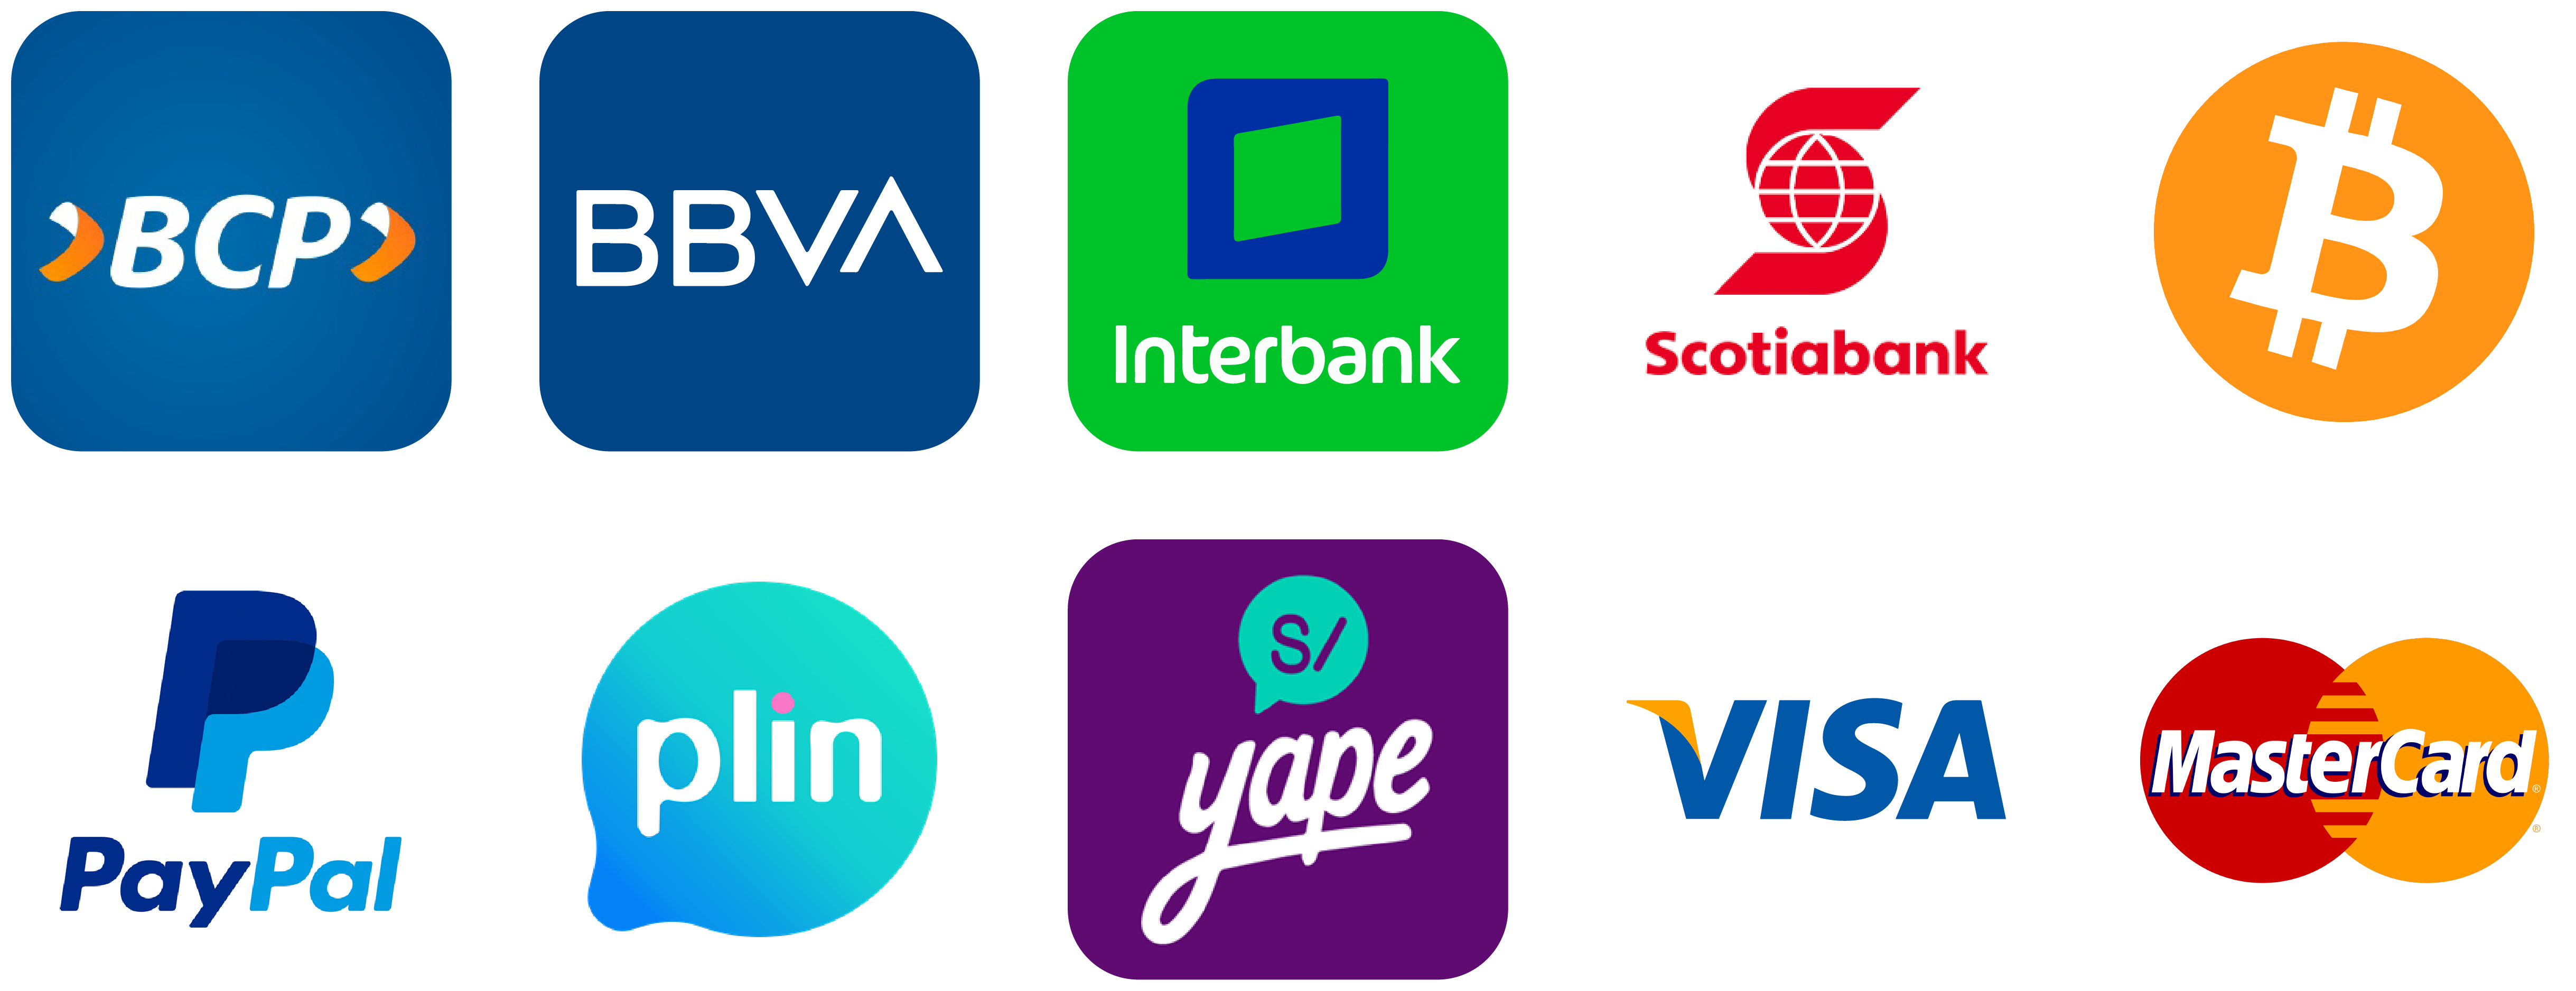 BCP
BBVA
Interbank
Scotiabank
PayPal
plin
S/
yape
VISA
MasterCard
®
®